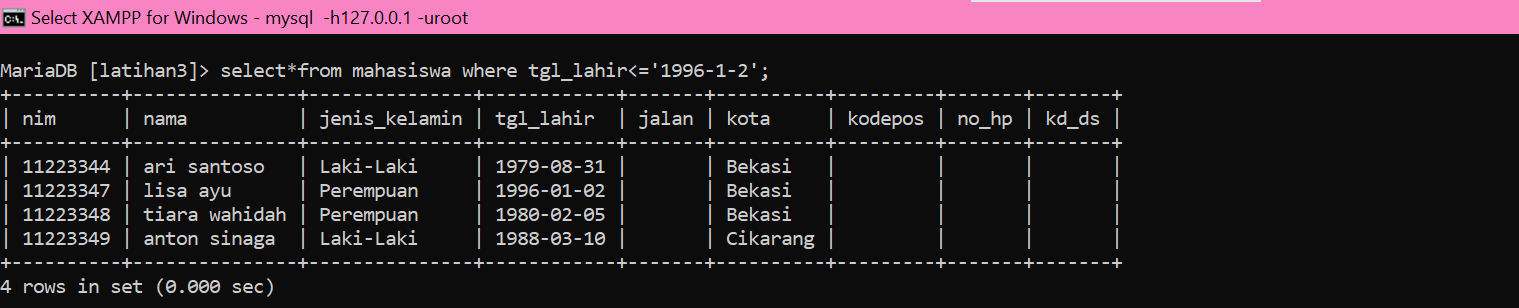 Select XAMPP for Windows - mysql  -h127.0.0.1 -uroot
MariaDB [latihan3]> select*from mahasiswa where tgl_lahir<='1996-1-2';
+----------+---------------+---------------+------------+-------+----------+---------+-------+-------+
| nim      | nama          | jenis_kelamin | tgl_lahir  | jalan | kota     | kodepos | no_hp | kd_ds |
+----------+---------------+---------------+------------+-------+----------+---------+-------+-------+
| 11223344 | ari santoso   | Laki-Laki     | 1979-08-31 |       | Bekasi   |         |       |       |
| 11223347 | lisa ayu      | Perempuan     | 1996-01-02 |       | Bekasi   |         |       |       |
| 11223348 | tiara wahidah | Perempuan     | 1980-02-05 |       | Bekasi   |         |       |       |
| 11223349 | anton sinaga  | Laki-Laki     | 1988-03-10 |       | Cikarang |         |       |       |
+----------+---------------+---------------+------------+-------+----------+---------+-------+-------+
4 rows in set (0.000 sec)